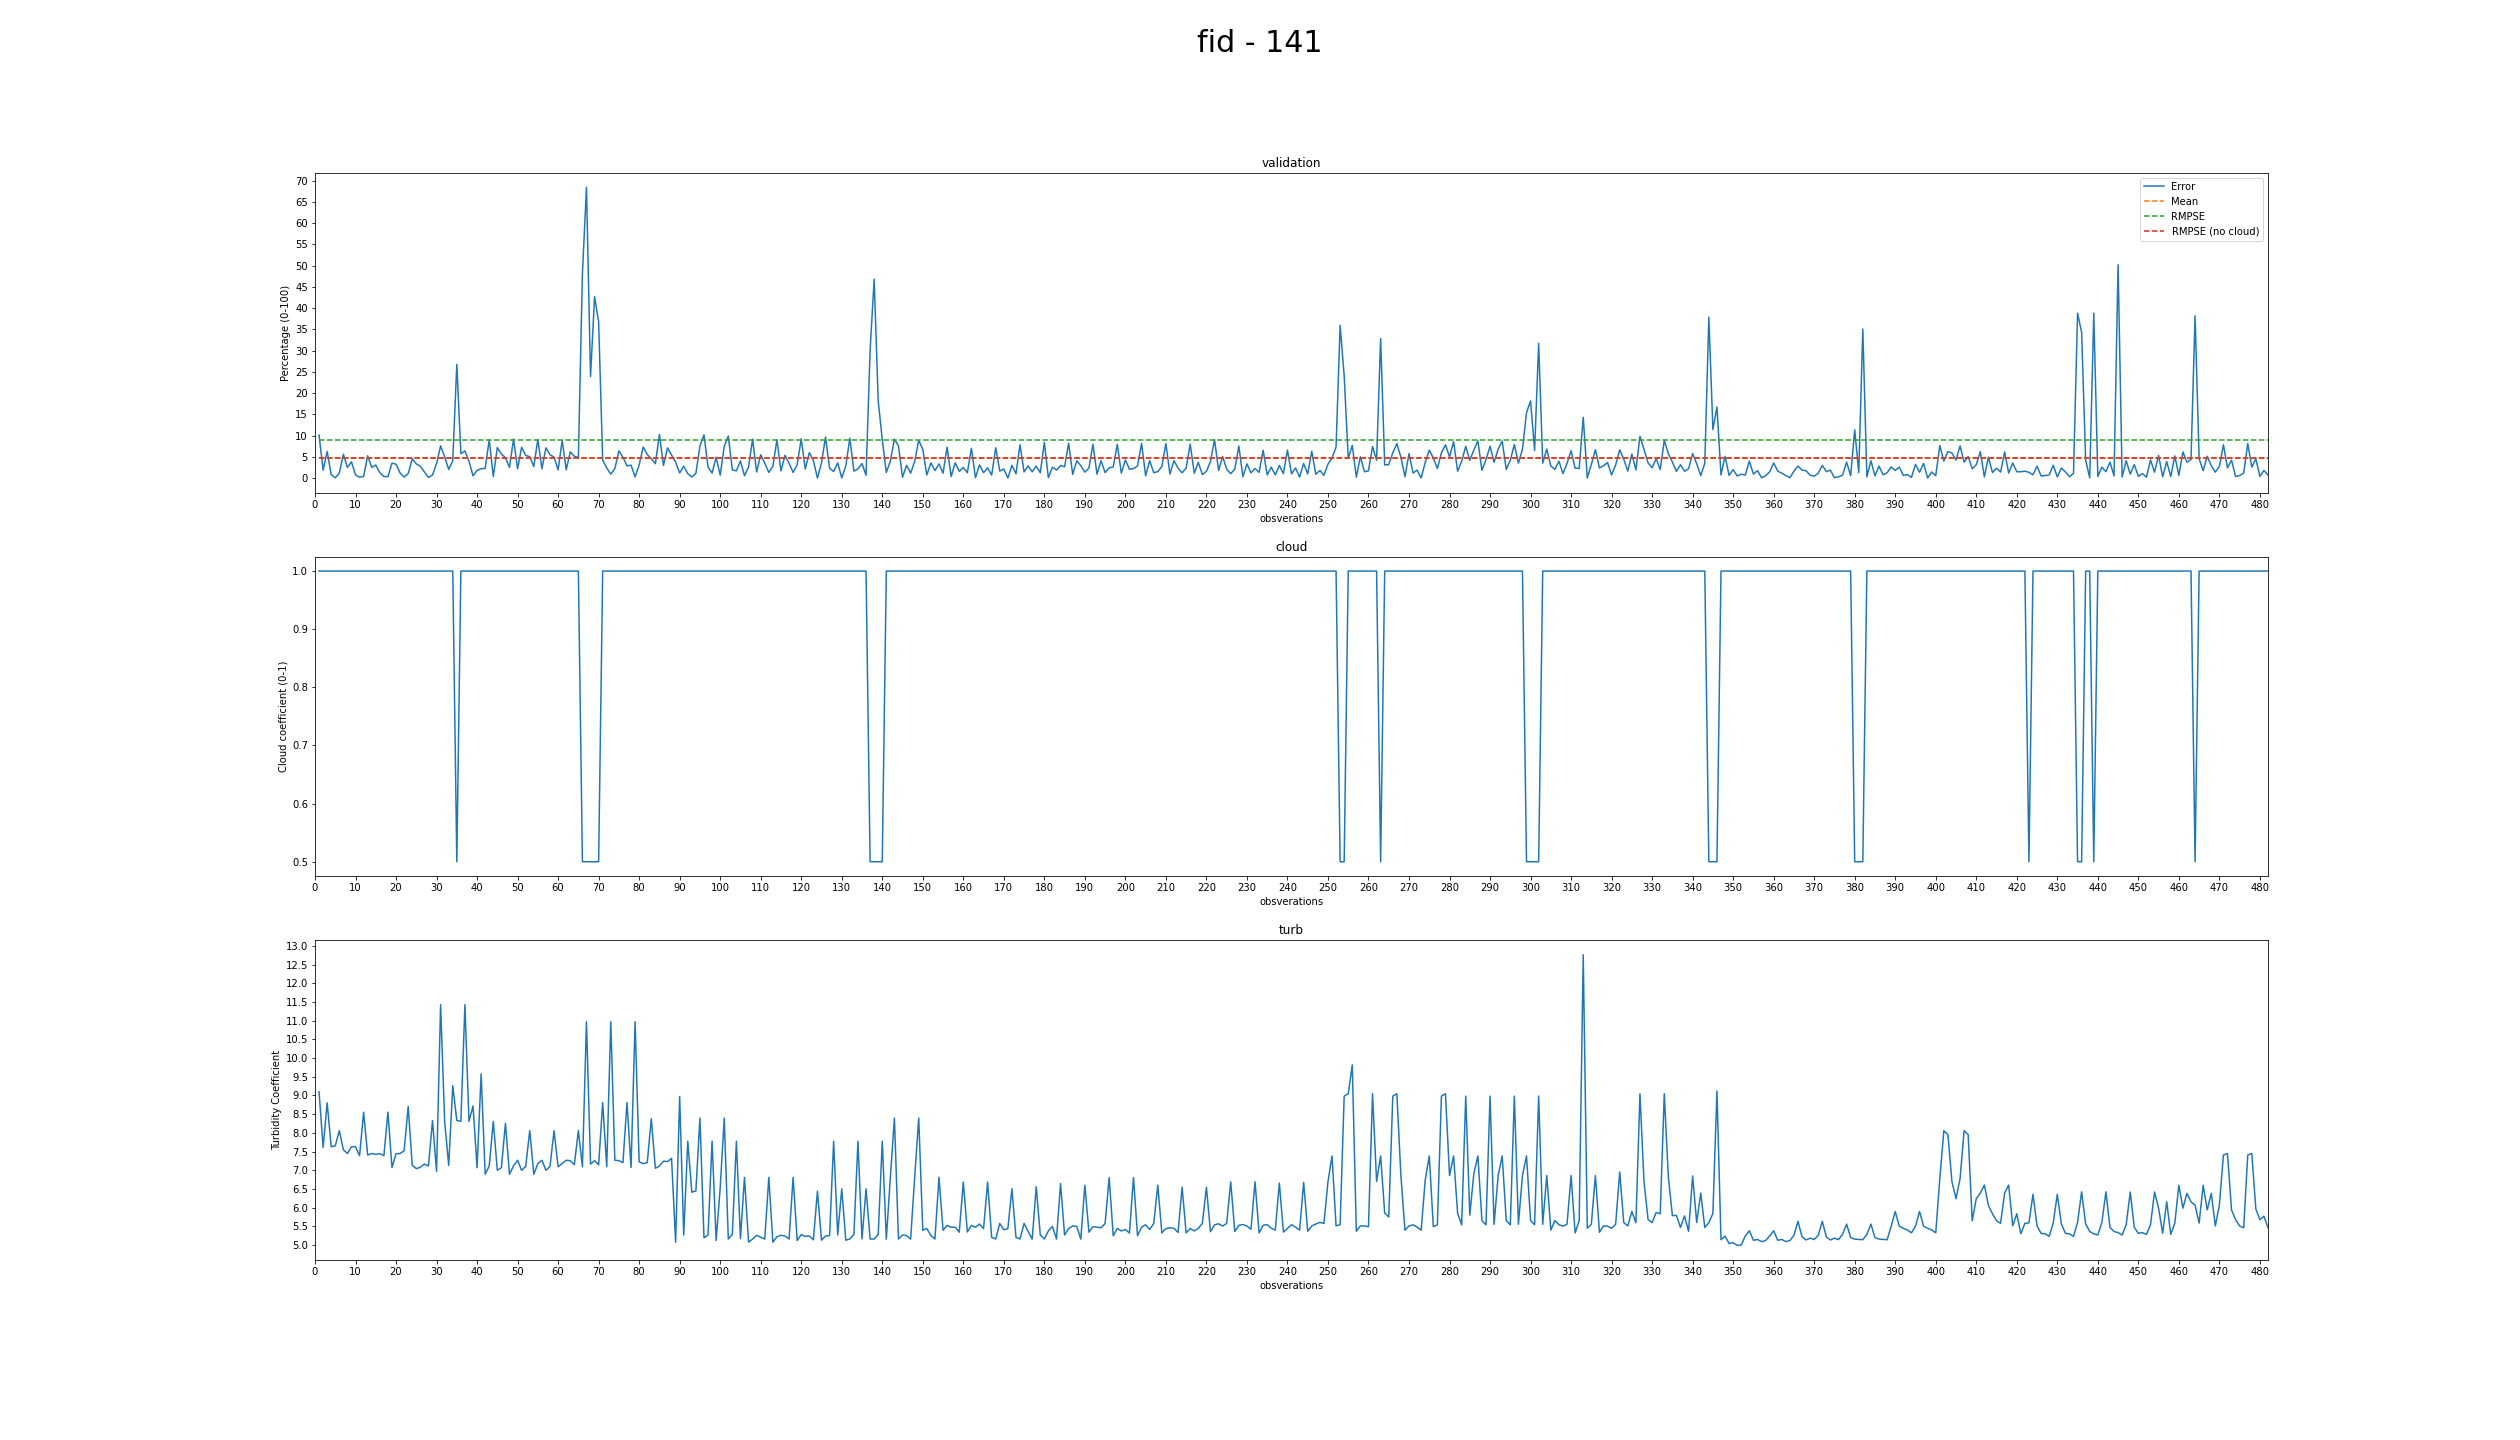 fid - 141
validation
Percentage (0-100)
70
65
60
55
50
45
40
35
30
25
20
15
10
5
0
Error
Mean
RMPSE
RMPSE (no cloud)
0 10 20 30 40 50 60 70 80 90 100 110 120 130 140 150 160 170 180 190 200 210 220 230 240 250 260 270 280 290 300 310 320 330 340 350 360 370 380 390 400 410 420 430 440 450 460 470 480
obsverations
cloud
Cloud coefficient (0-1)
1.0
0.9
0.8
0.7
0.6
0.5
0 10 20 30 40 50 60 70 80 90 100 110 120 130 140 150 160 170 180 190 200 210 220 230 240 250 260 270 280 290 300 310 320 330 340 350 360 370 380 390 400 410 420 430 440 450 460 470 480
obsverations
turb
Turbidity Coefficient
13.0
12.5
12.0
11.5
11.0
10.5
10.0
9.5
9.0
8.5
8.0
7.5
7.0
6.5
6.0
5.5
5.0
0 10 20 30 40 50 60 70 80 90 100 110 120 130 140 150 160 170 180 190 200 210 220 230 240 250 260 270 280 290 300 310 320 330 340 350 360 370 380 390 400 410 420 430 440 450 460 470 480
obsverations